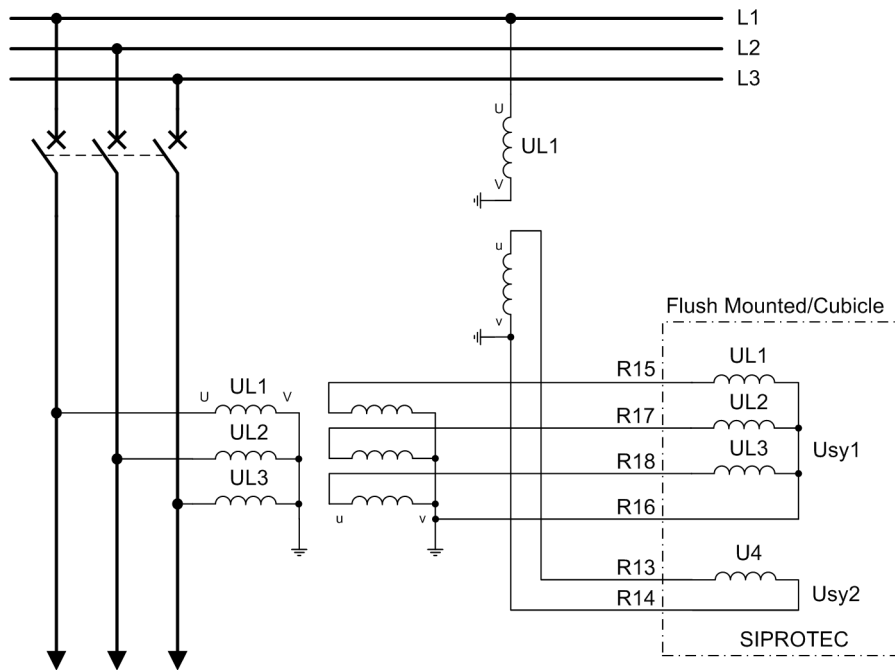 L1
L2
L3
U
UL1
V
u
v
Flush Mounted/Cubicle
R15
UL1
U UL1 V
R17
UL2
UL2
Usy1
R18
UL3
UL3
R16
u v
R13
U4
R14
Usy2
SIPROTEC